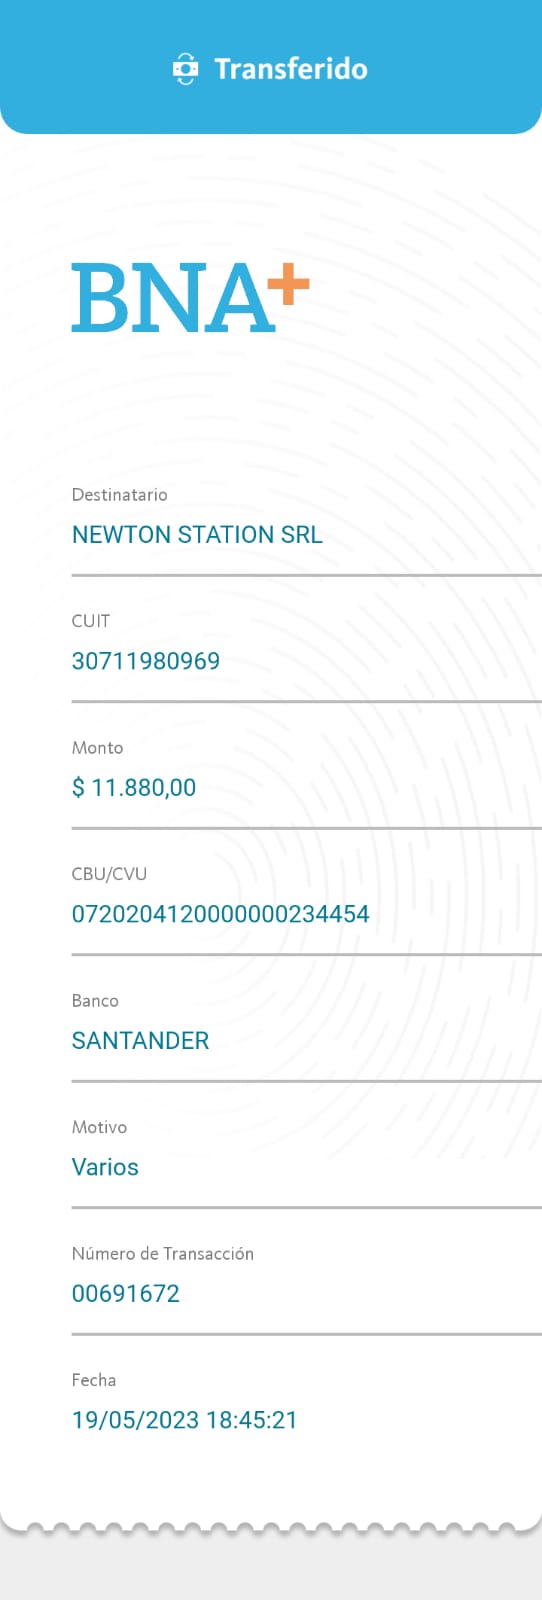 Transferido
BNA+
Destinatario
NEWTON STATION SRL
CUIT
30711980969
Monto
$ 11.880,00
CBU/CVU
0720204120000000234454
Banco
SANTANDER
Motivo
Varios
Número de Transacción
00691672
Fecha
19/05/2023 18:45:21